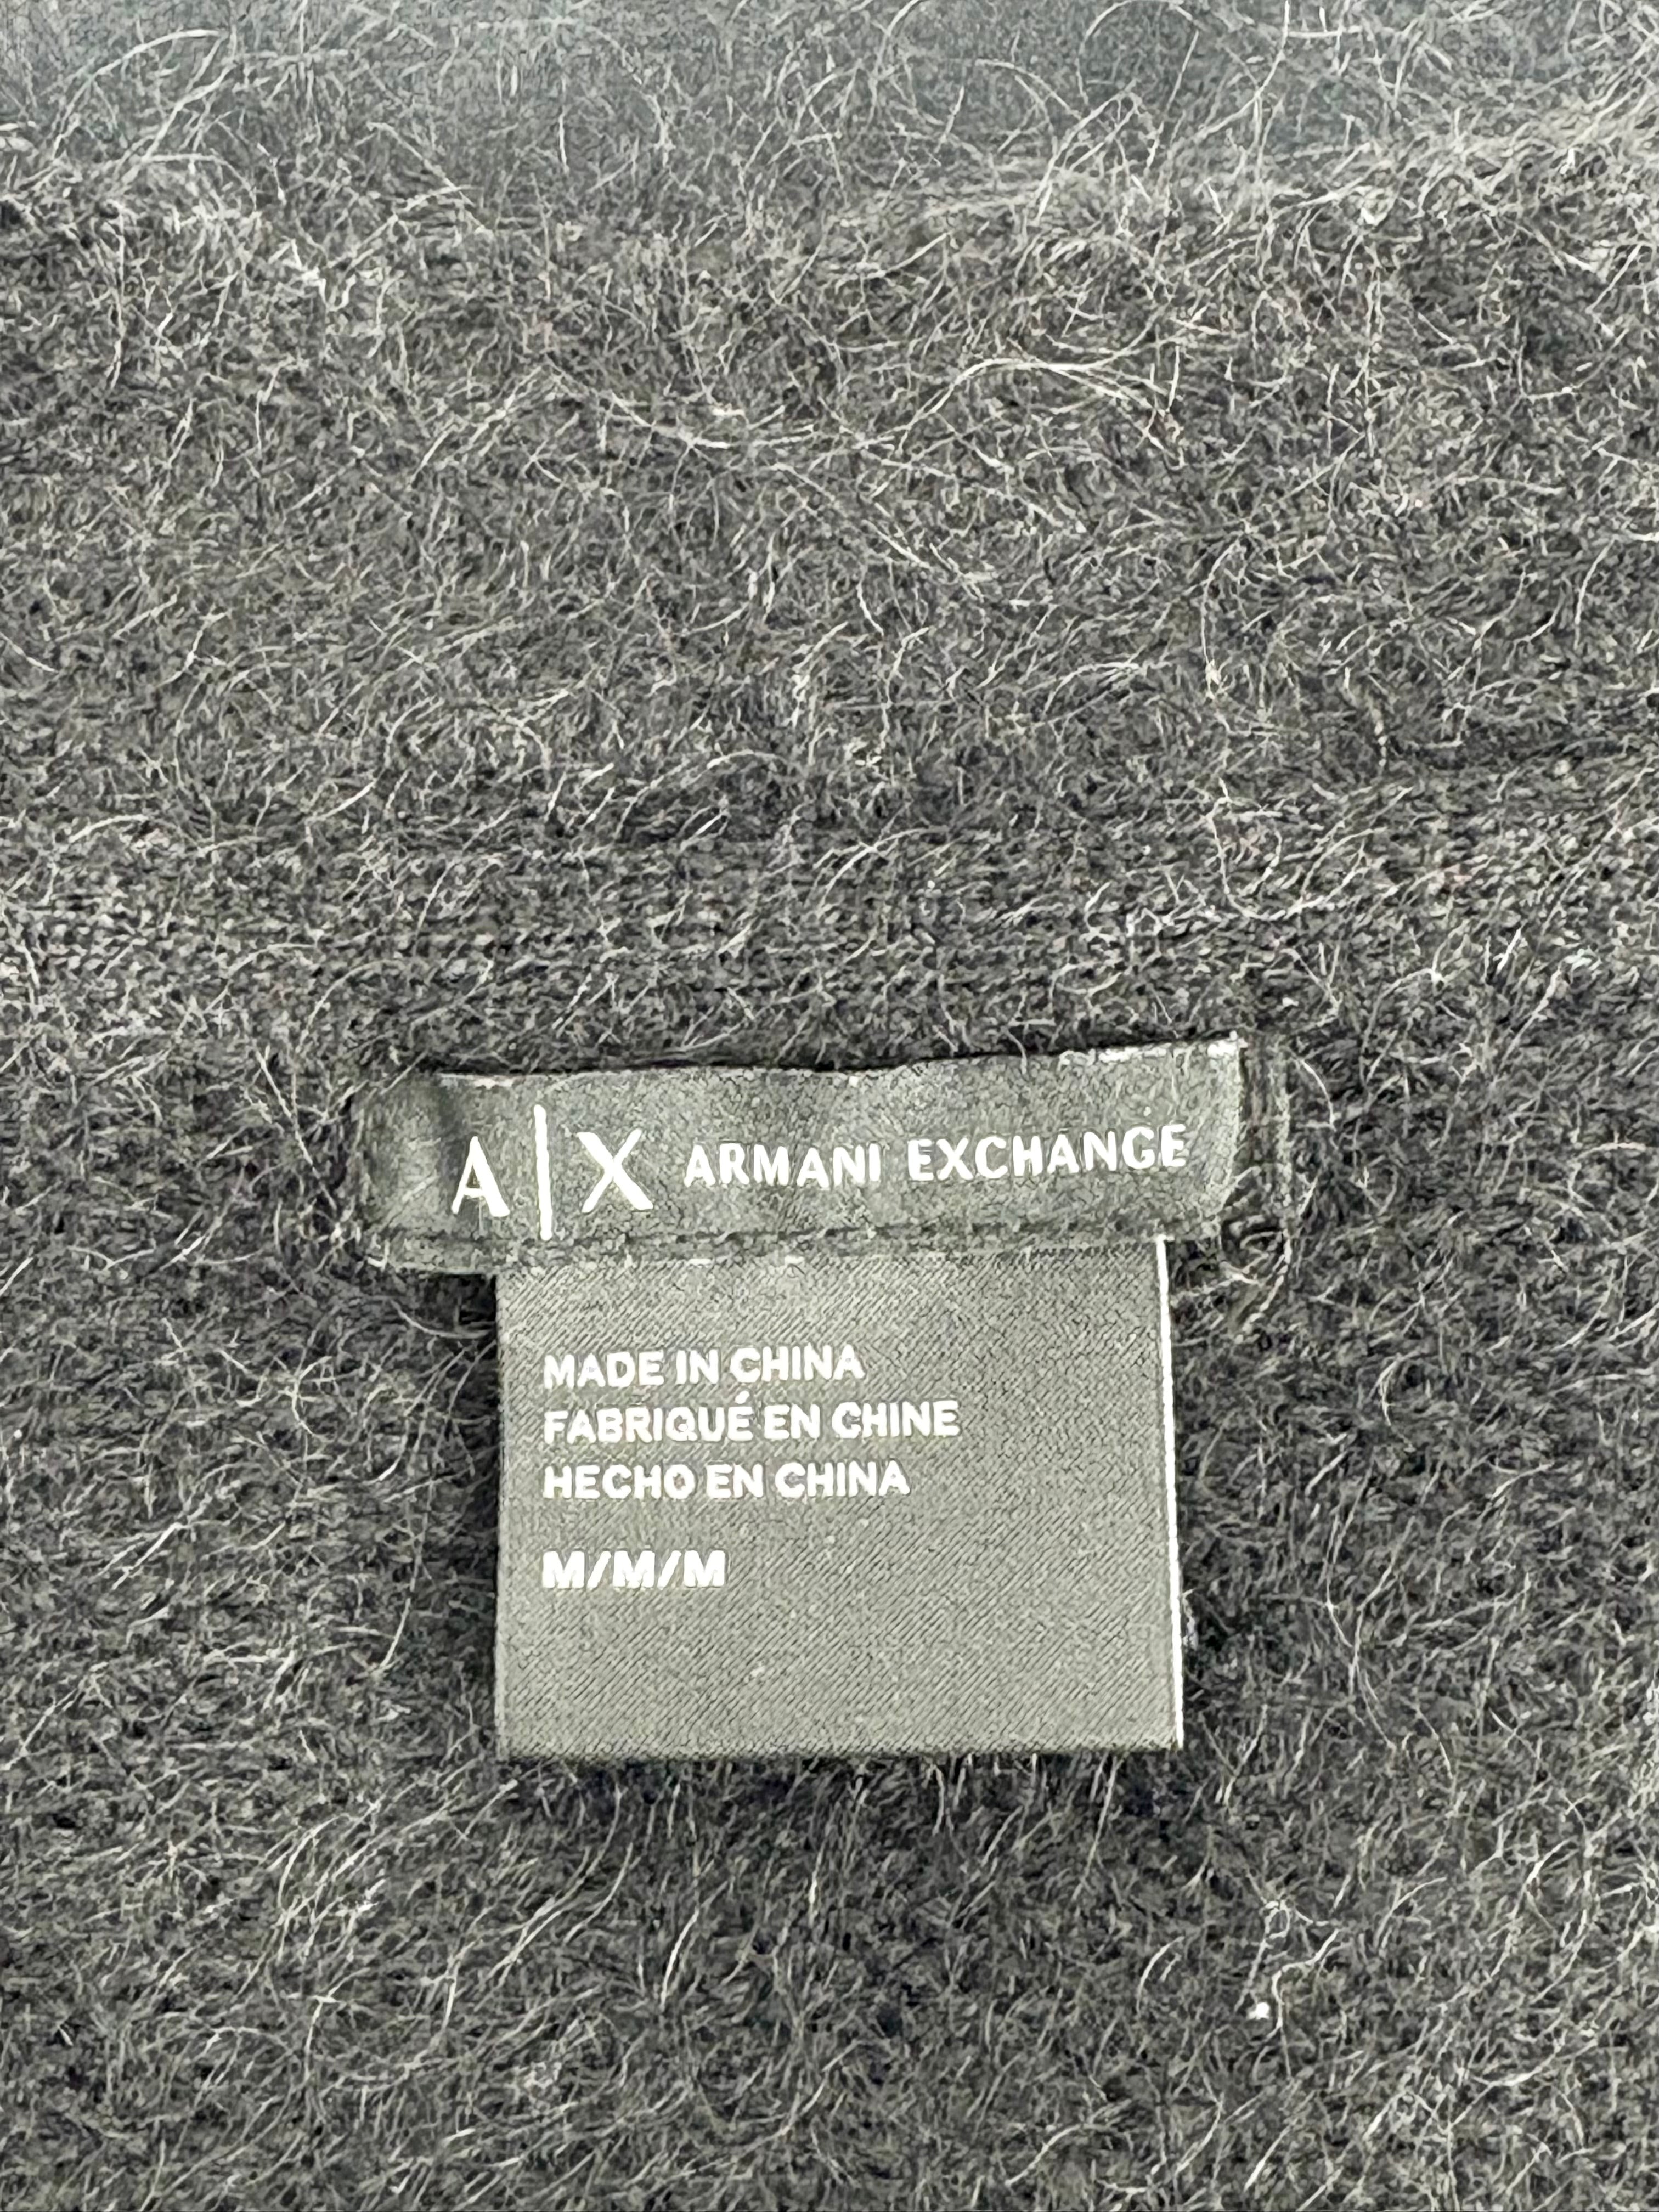 A|X ARMANI EXCHANGE
MADE IN CHINA
FABRIQUÉ EN CHINE
HECHO EN CHINA
M/M/M